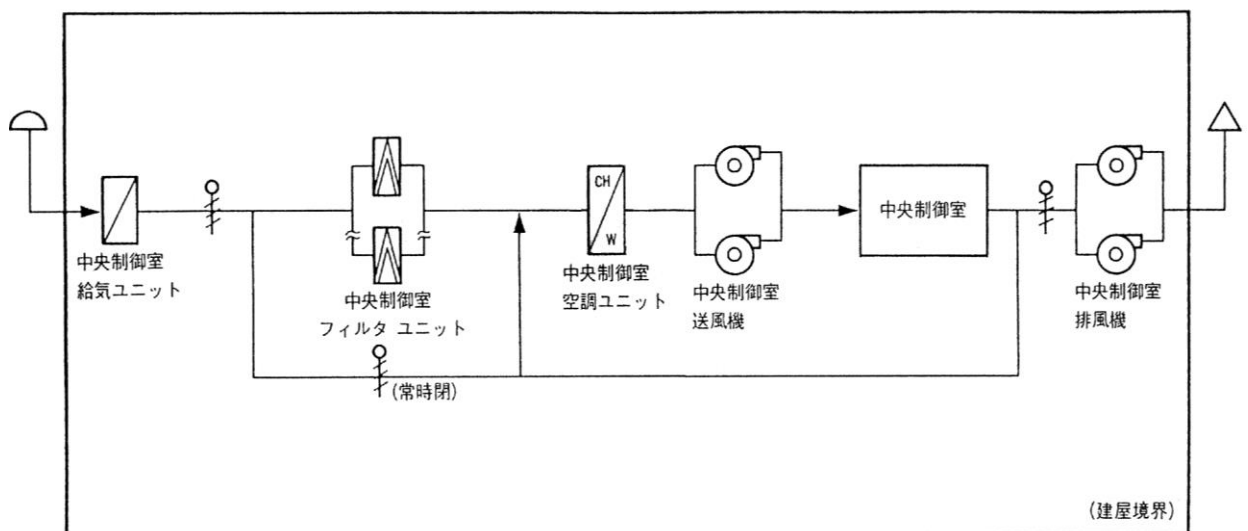 CH
W
中央制御室
中央制御室
給気ユニット
中央制御室
フィルタ ユニット
中央制御室
空調ユニット
中央制御室
送風機
中央制御室
排風機
(常時閉)
(建屋境界)